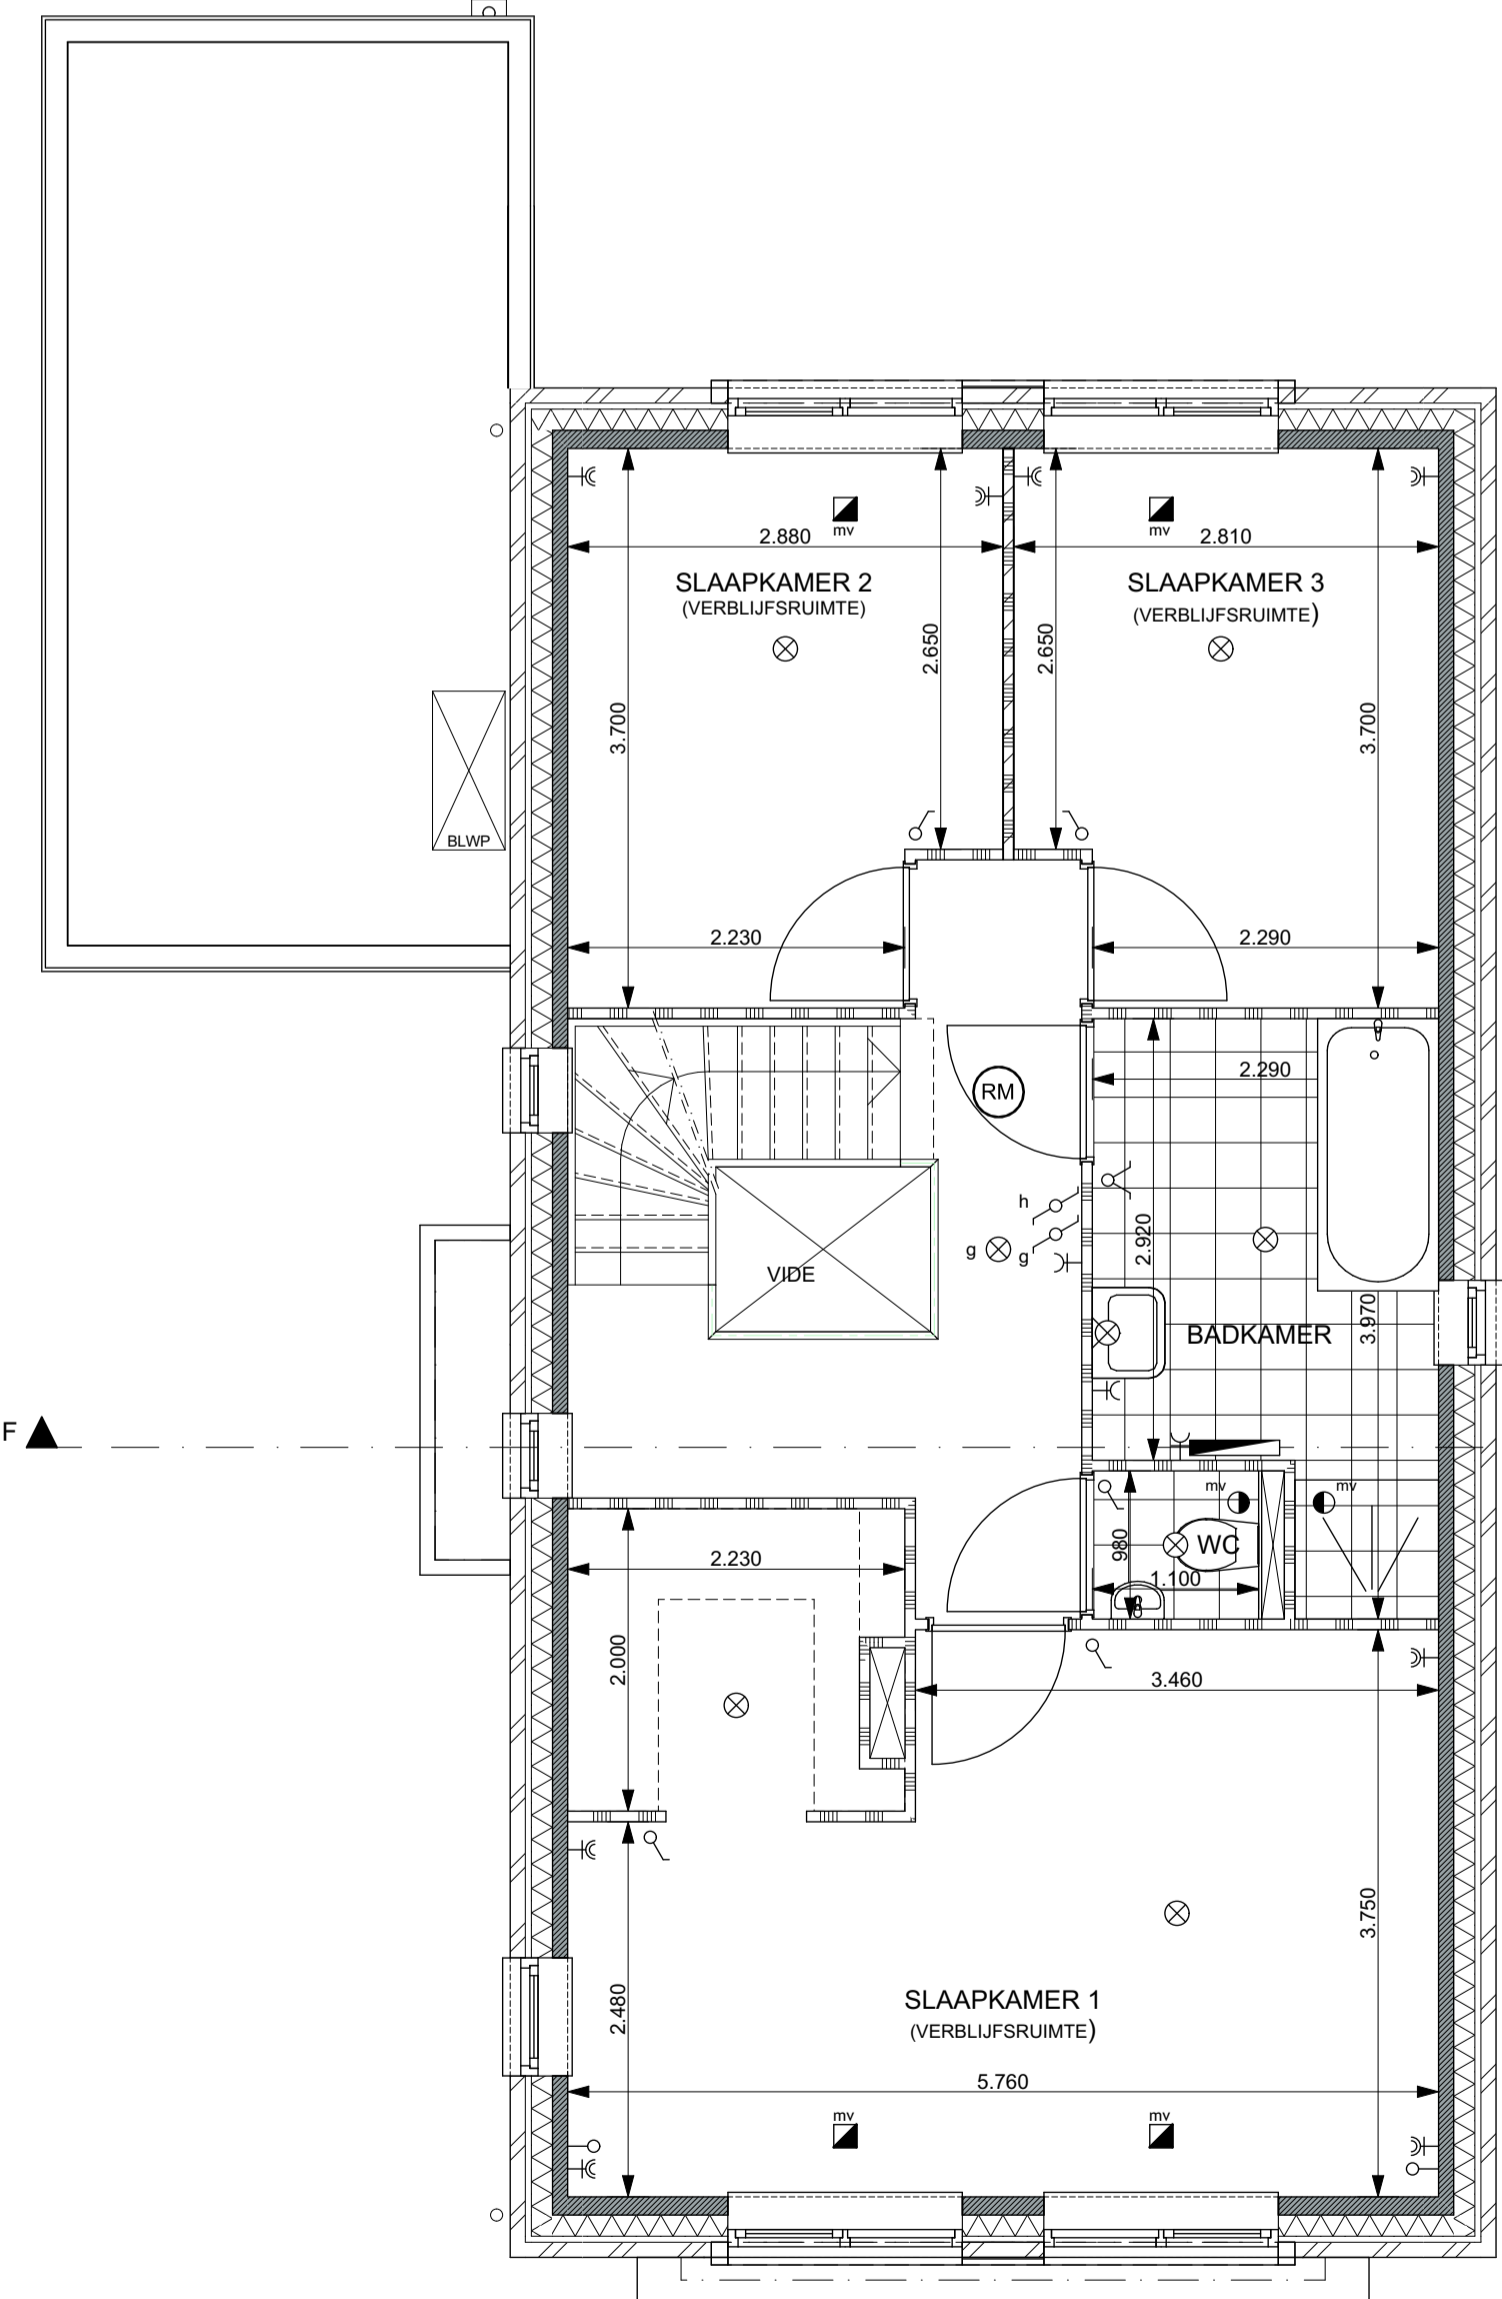 mv
mv
2.880
2.810
SLAAPKAMER 2
(VERBLIJFSRUIMTE)
SLAAPKAMER 3
(VERBLIJFSRUIMTE)
2.650
2.650
3.700
3.700
BLWP
2.230
2.290
RM
2.290
h
g
g
2.920
VIDE
BADKAMER
3.970
F
mv
mv
980
WC
1.100
2.230
2.000
3.460
3.750
2.480
SLAAPKAMER 1
(VERBLIJFSRUIMTE)
5.760
mv
mv